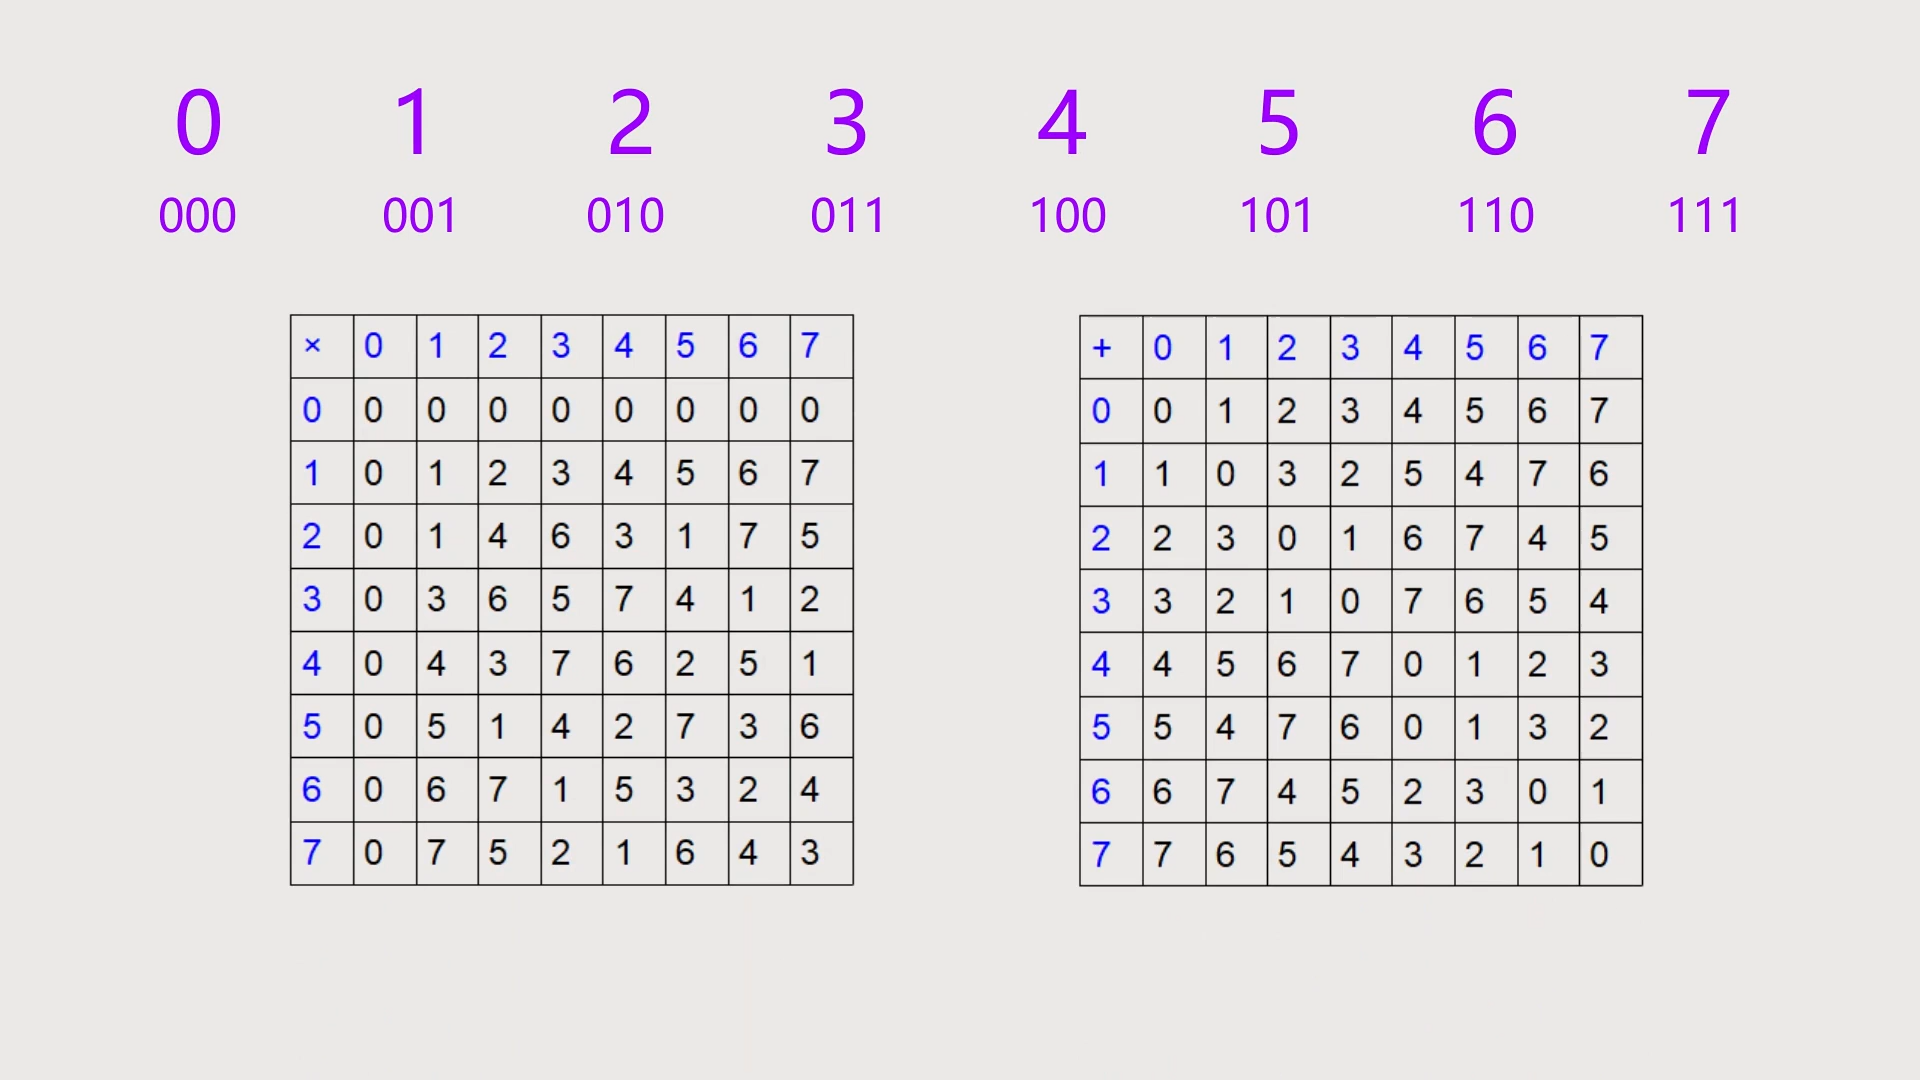 0 1 2 3 4 5 6 7
000 001 010 011 100 101 110 111
× 0 1 2 3 4 5 6 7
0 0 0 0 0 0 0 0 0
1 0 1 2 3 4 5 6 7
2 0 1 4 6 3 1 7 5
3 0 3 6 5 7 4 1 2
4 0 4 3 7 6 2 5 1
5 0 5 1 4 2 7 3 6
6 0 6 7 1 5 3 2 4
7 0 7 5 2 1 6 4 3
+ 0 1 2 3 4 5 6 7
0 0 1 2 3 4 5 6 7
1 1 0 3 2 5 4 7 6
2 2 3 0 1 6 7 4 5
3 3 2 1 0 7 6 5 4
4 4 5 6 7 0 1 2 3
5 5 4 7 6 0 1 3 2
6 6 7 4 5 2 3 0 1
7 7 6 5 4 3 2 1 0